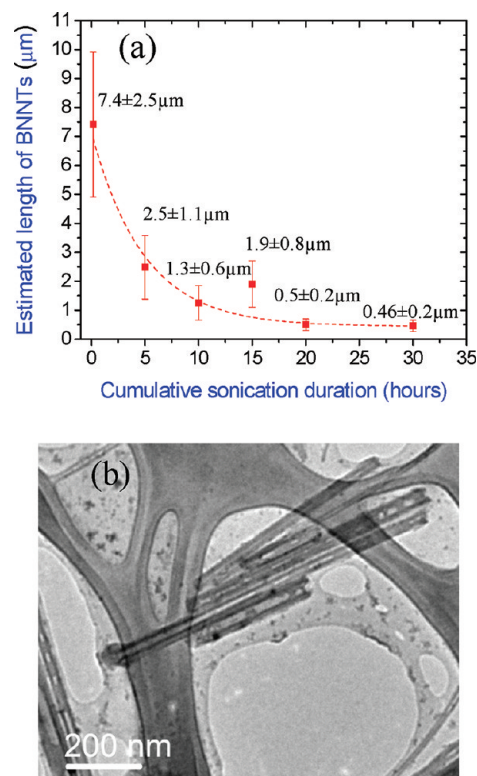 (a)
Estimated length of BNNTs (µm)
11
10
9
8
7
6
5
4
3
2
1
0
7.4±2.5µm
2.5±1.1µm
1.3±0.6µm
1.9±0.8µm
0.5±0.2µm
0.46±0.2µm
0 5 10 15 20 25 30 35
Cumulative sonication duration (hours)
(b)
200 nm